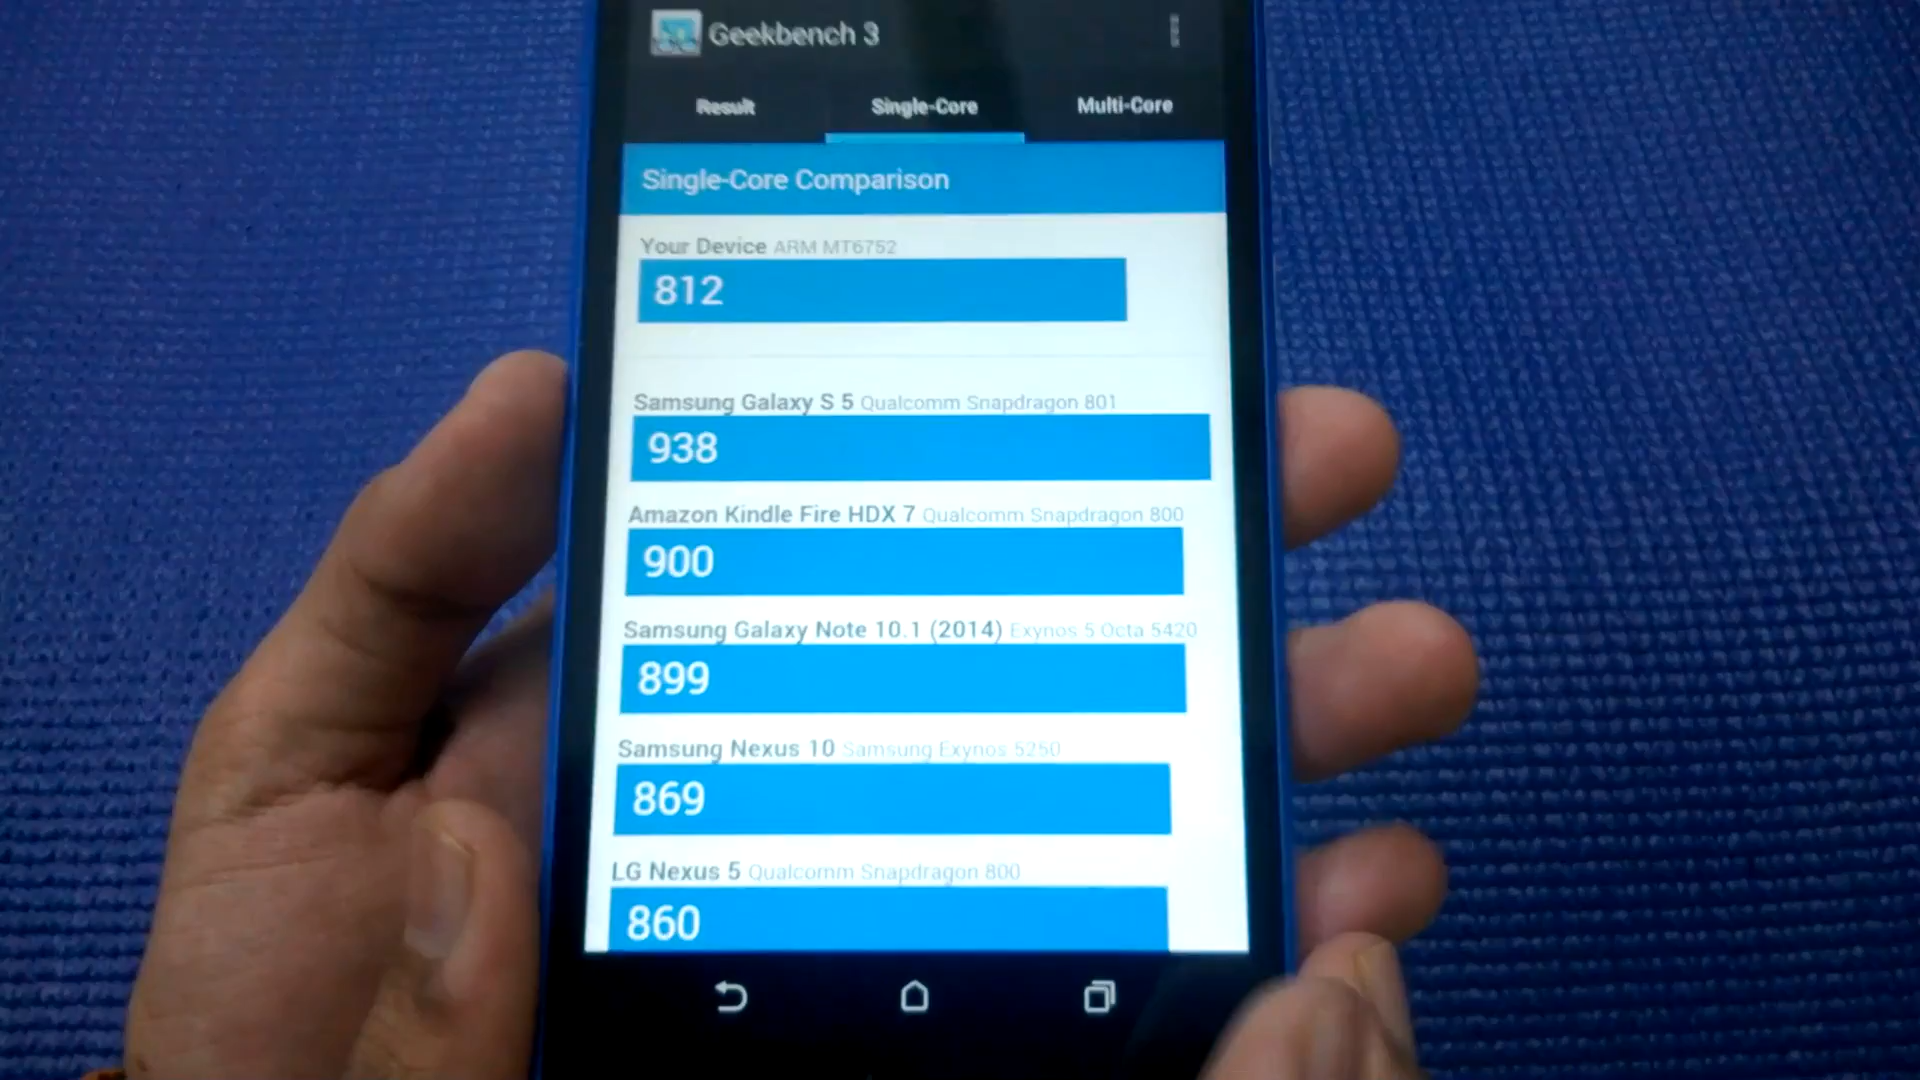 Geekbench 3
Result Single-Core Multi-Core
Single-Core Comparison
Your Device ARM MT6752
812
Samsung Galaxy S 5 Qualcomm Snapdragon 801
938
Amazon Kindle Fire HDX 7 Qualcomm Snapdragon 800
900
Samsung Galaxy Note 10.1 (2014) Exynos 5 Octa 5420
899
Samsung Nexus 10 Samsung Exynos 5250
869
LG Nexus 5 Qualcomm Snapdragon 800
860